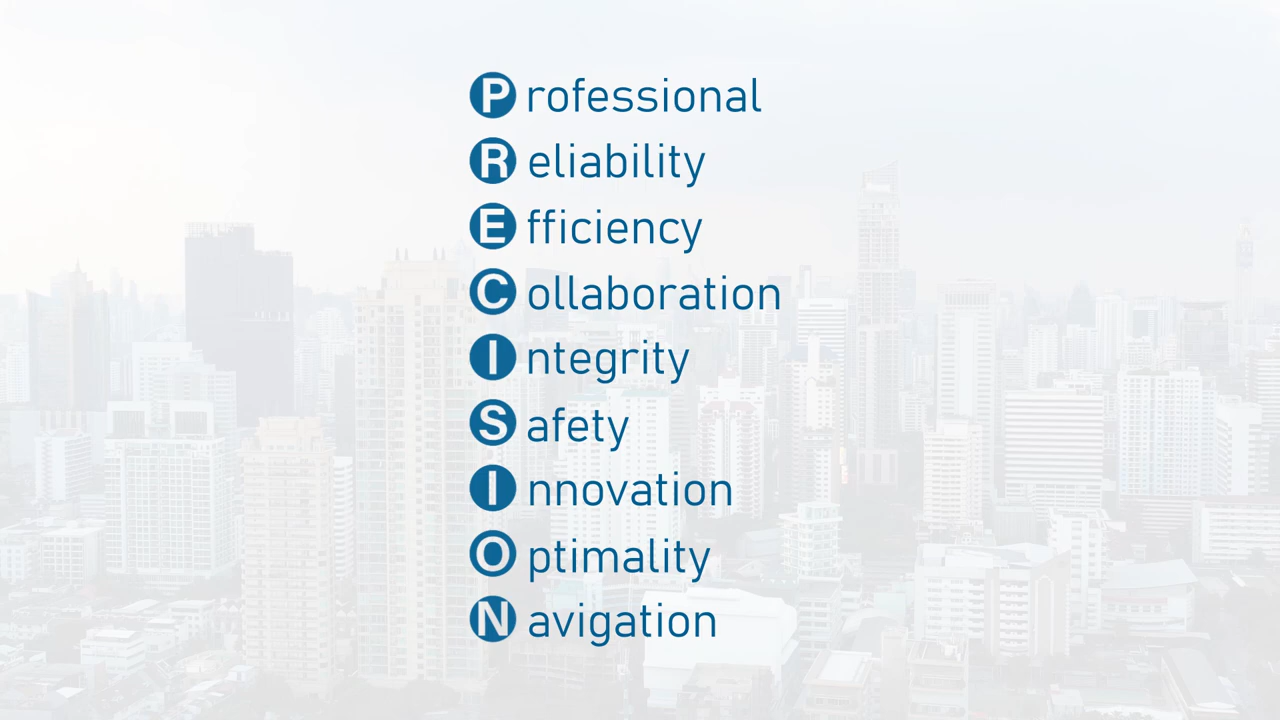 Professional
Reliability
Efficiency
Collaboration
Integrity
Safety
Innovation
Optimality
Navigation